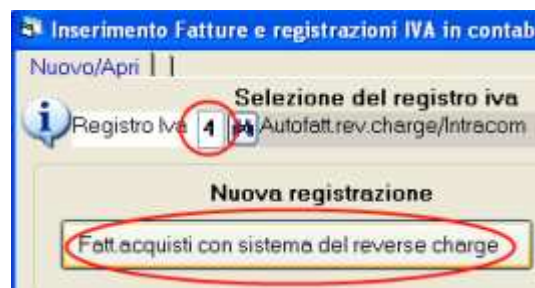 Inserimento Fatture e registrazioni IVA in contab
Nuovo/Apri
Selezione del registro iva
Registro Iva 4 Autofatt.rev.charge/Intracom
Nuova registrazione
Fatt.acquisti con sistema del reverse charge